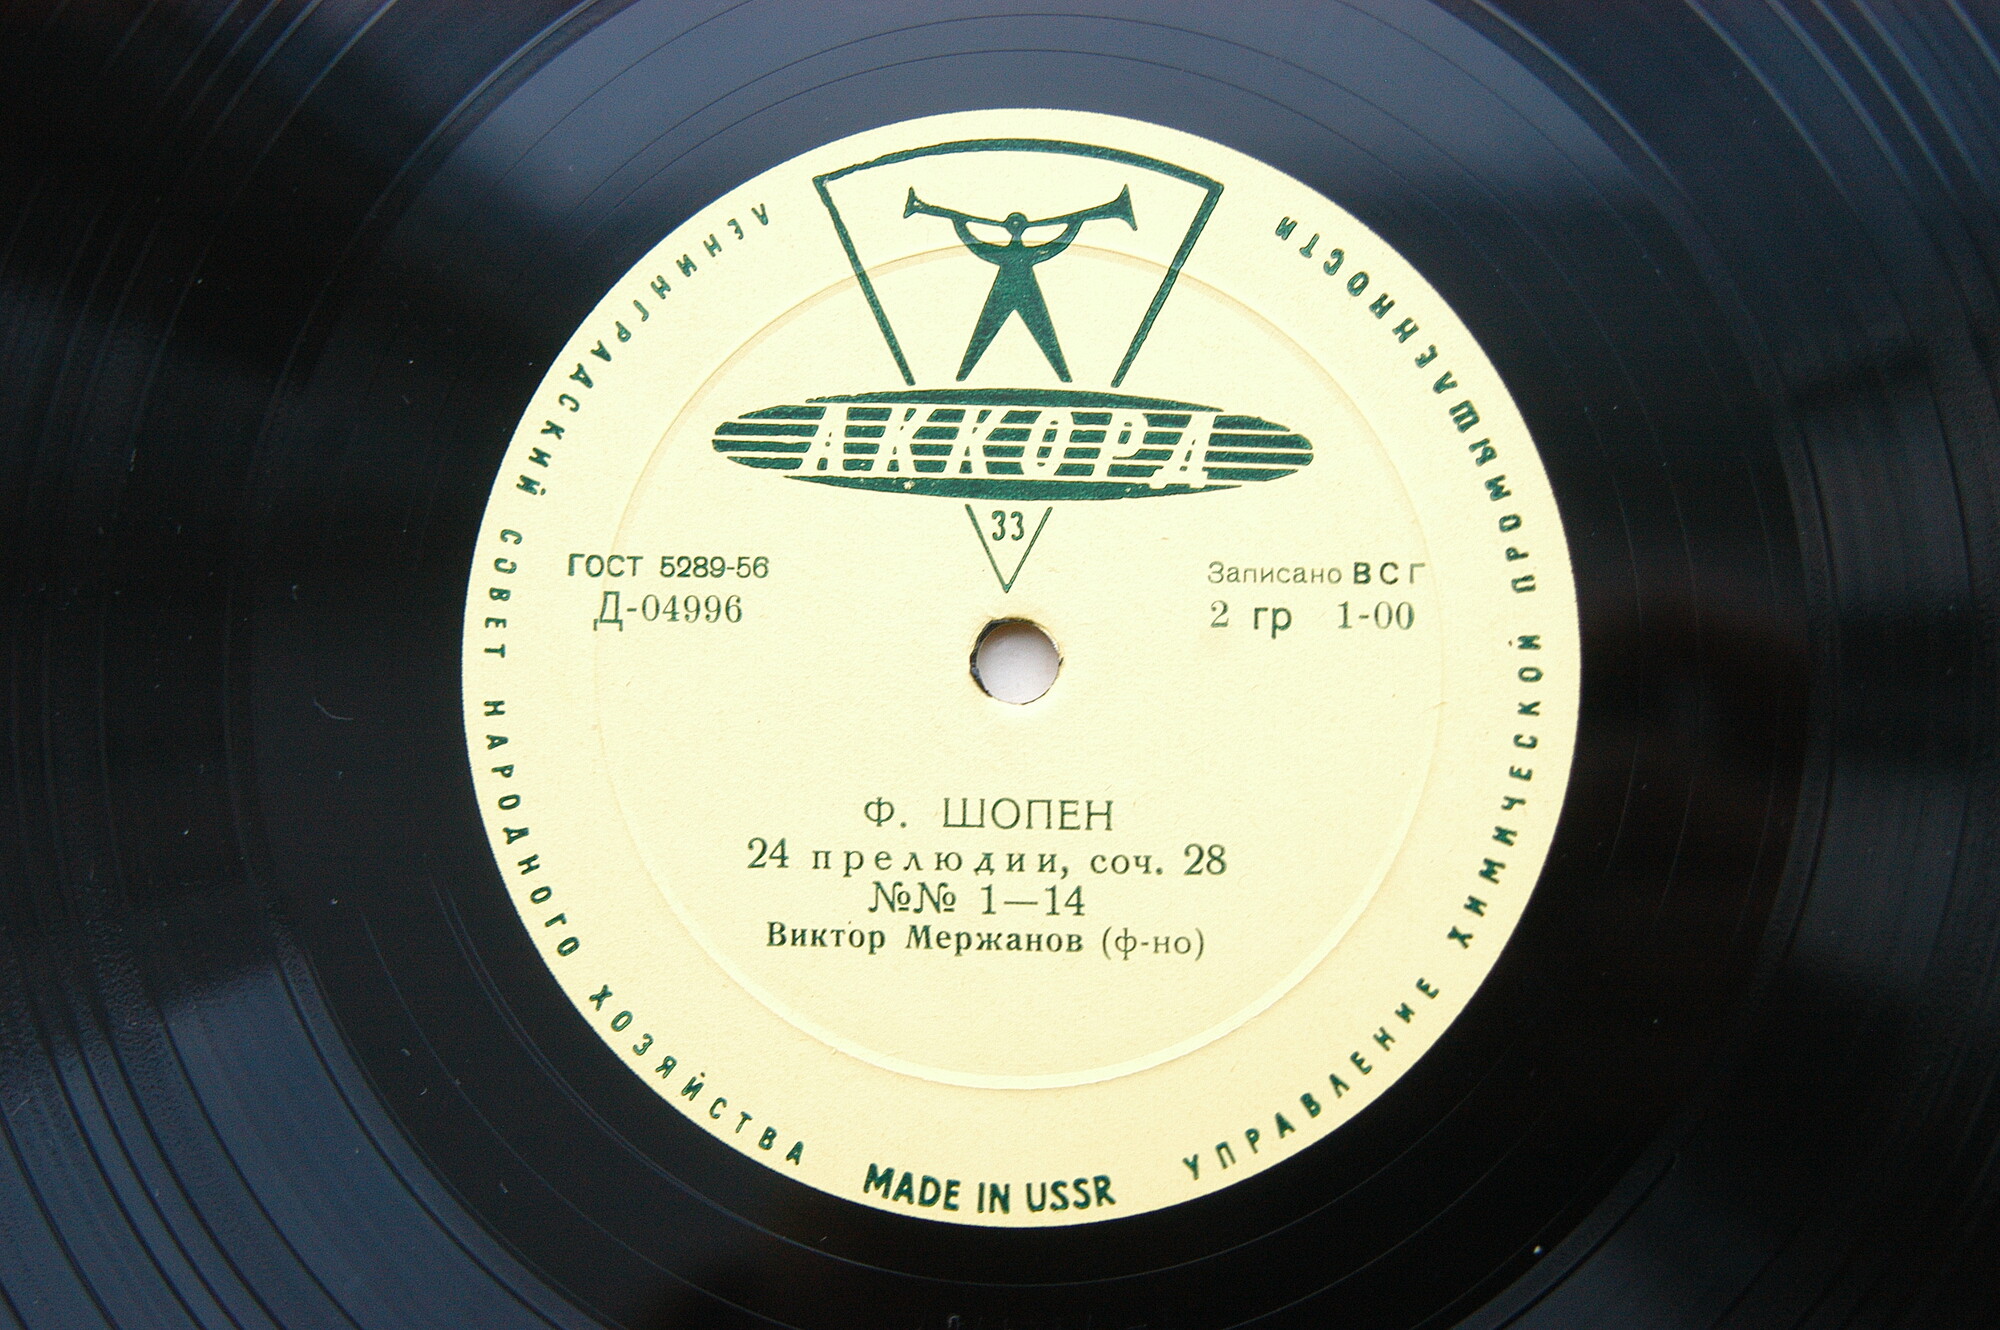 АККОРД
33
ГОСТ 5289-56
Д-04996
Записано ВСГ
2 гр 1-00
Ф. ШОПЕН
24 прелюдии, соч. 28
№№ 1—14
Виктор Мержанов (ф-но)
ЛЕНИНГРАДСКИЙ СОВЕТ НАРОДНОГО ХОЗЯЙСТВА
MADE IN USSR
УПРАВЛЕНИЕ ХИМИЧЕСКОЙ ПРОМЫШЛЕННОСТИ